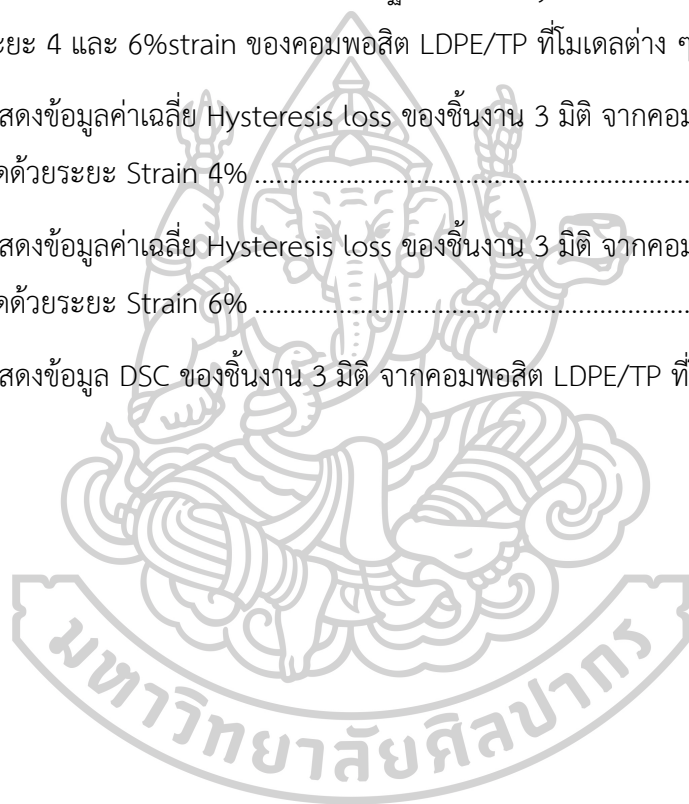 ระยะ 4 และ 6%strain ของคอมพอสิต LDPE/TP ที่โมเดลต่าง ๆ
สดงข้อมูลค่าเฉลี่ย Hysteresis loss ของชิ้นงาน 3 มิติ จากคอม
ด้วยระยะ Strain 4% ........................................................................
สดงข้อมูลค่าเฉลี่ย Hysteresis loss ของชิ้นงาน 3 มิติ จากคอม
ด้วยระยะ Strain 6% ........................................................................
สดงข้อมูล DSC ของชิ้นงาน 3 มิติ จากคอมพอสิต LDPE/TP ที่
มหาวิทยาลัยศิลปากร